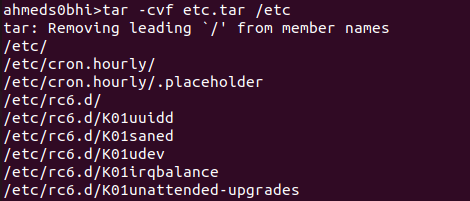 ahmeds0bhi>tar -cvf etc.tar /etc
tar: Removing leading `/' from member names
/etc/
/etc/cron.hourly/
/etc/cron.hourly/.placeholder
/etc/rc6.d/
/etc/rc6.d/K01uuidd
/etc/rc6.d/K01saned
/etc/rc6.d/K01udev
/etc/rc6.d/K01irqbalance
/etc/rc6.d/K01unattended-upgrades